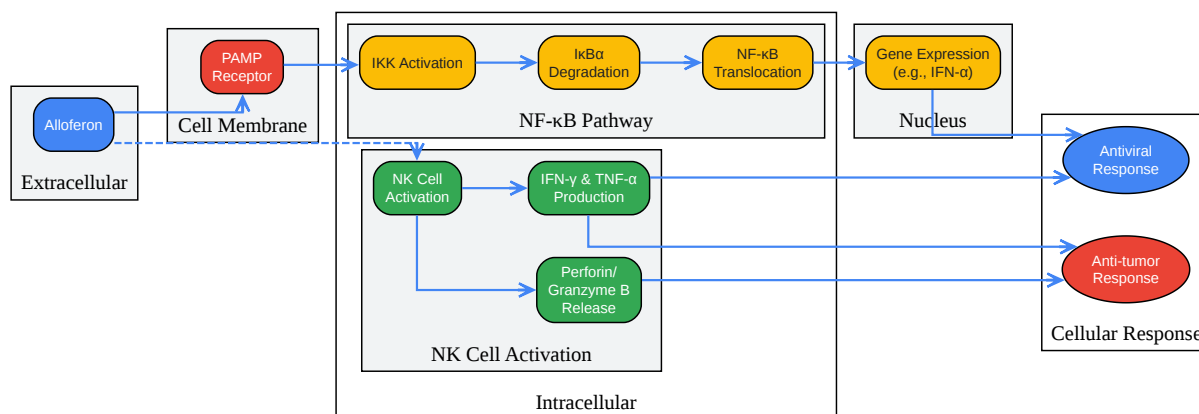 Alloferon
Extracellular
PAMP
Receptor
Cell Membrane
IKK Activation
IκBα
Degradation
NF-κB
Translocation
NF-κB Pathway
Gene Expression
(e.g., IFN-α)
Nucleus
NK Cell
Activation
IFN-γ & TNF-α
Production
Perforin/
Granzyme B
Release
NK Cell Activation
Intracellular
Antiviral
Response
Anti-tumor
Response
Cellular Response